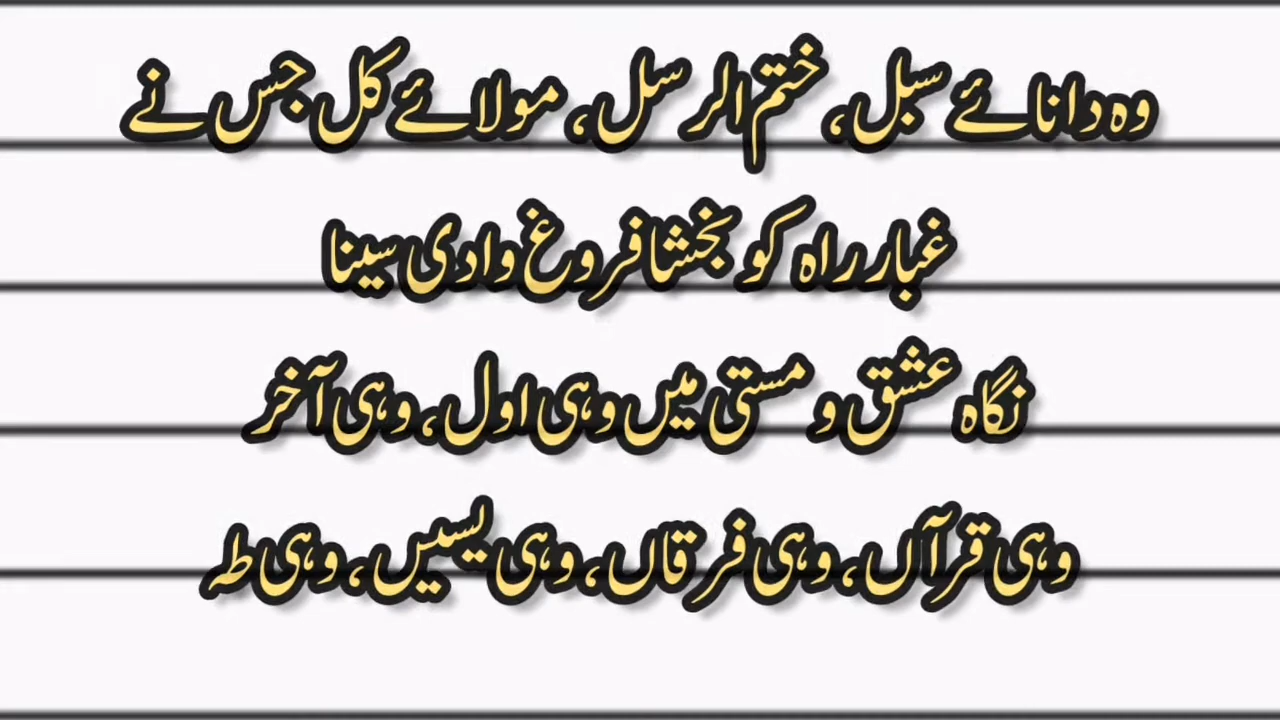 وہ دانائے سبل، ختم الرسل، مولائے کل جس نے
غبار راہ کو بخشا فروغ وادی سینا
نگاہ عشق و مستی میں وہی اول، وہی آخر
وہی قرآں، وہی فرقاں، وہی یسیں، وہی طہ